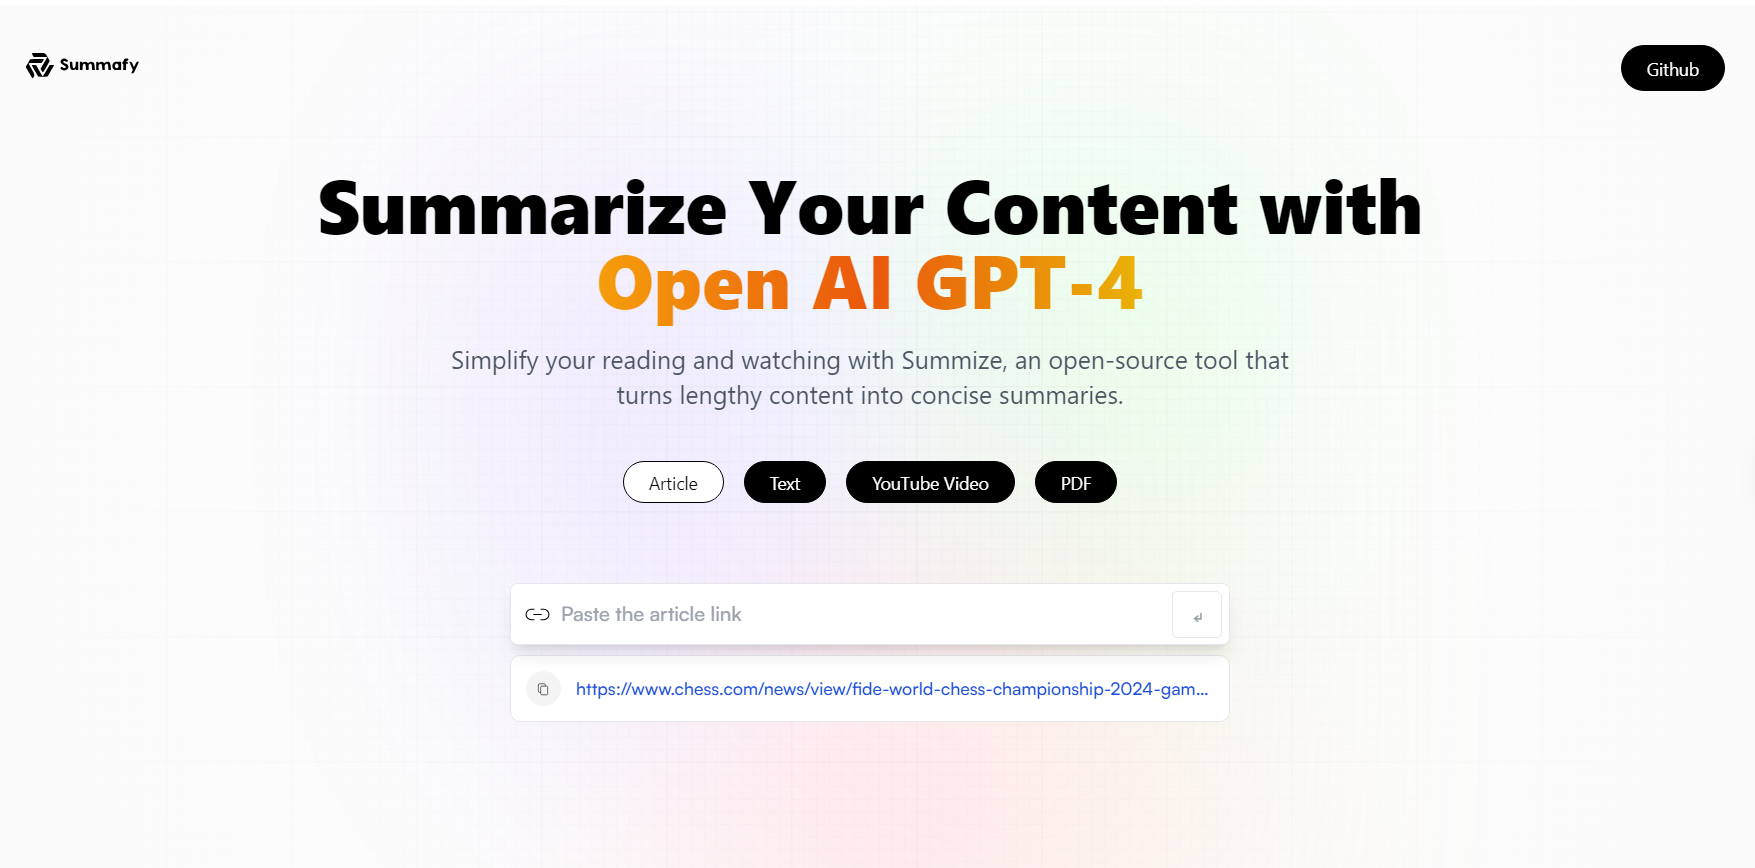 Summafy
Github
Summarize Your Content with
Open AI GPT-4
Simplify your reading and watching with Summize, an open-source tool that
turns lengthy content into concise summaries.
Article
Text
YouTube Video
PDF
Paste the article link
https://www.chess.com/news/view/fide-world-chess-championship-2024-gam...